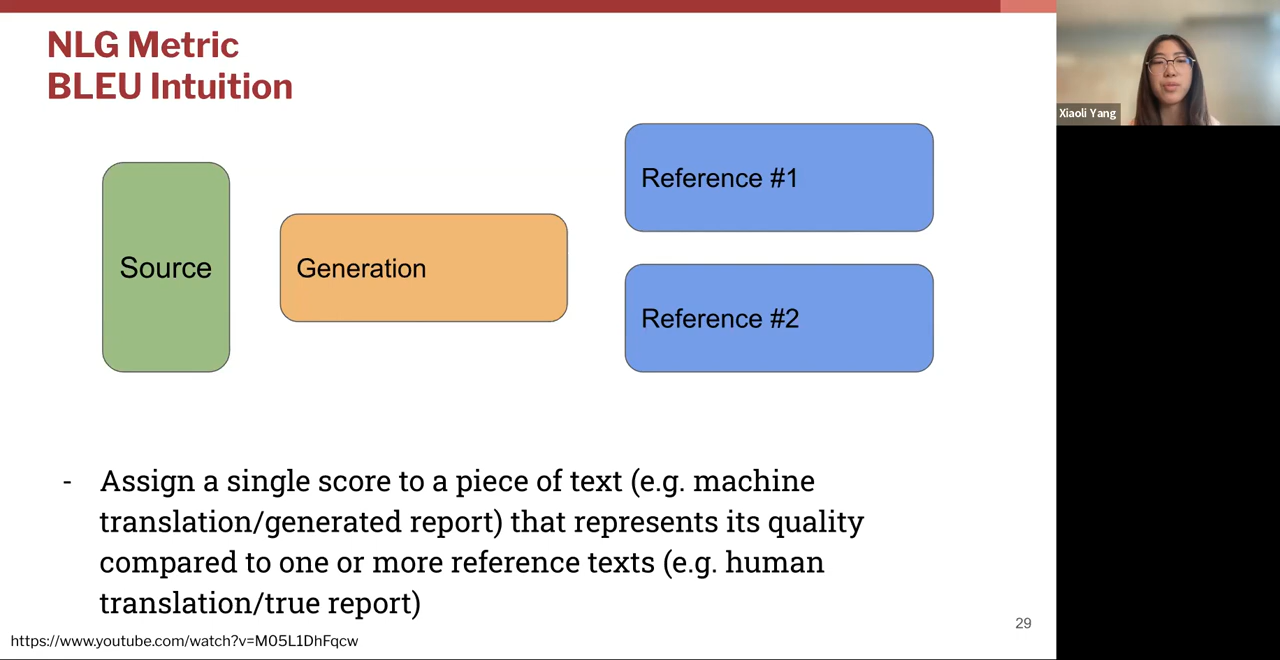 NLG Metric
BLEU Intuition
Source
Generation
Reference #1
Reference #2
- Assign a single score to a piece of text (e.g. machine
translation/generated report) that represents its quality
compared to one or more reference texts (e.g. human
translation/true report)
29
https://www.youtube.com/watch?v=M05L1DhFqcw
Xiaoli Yang